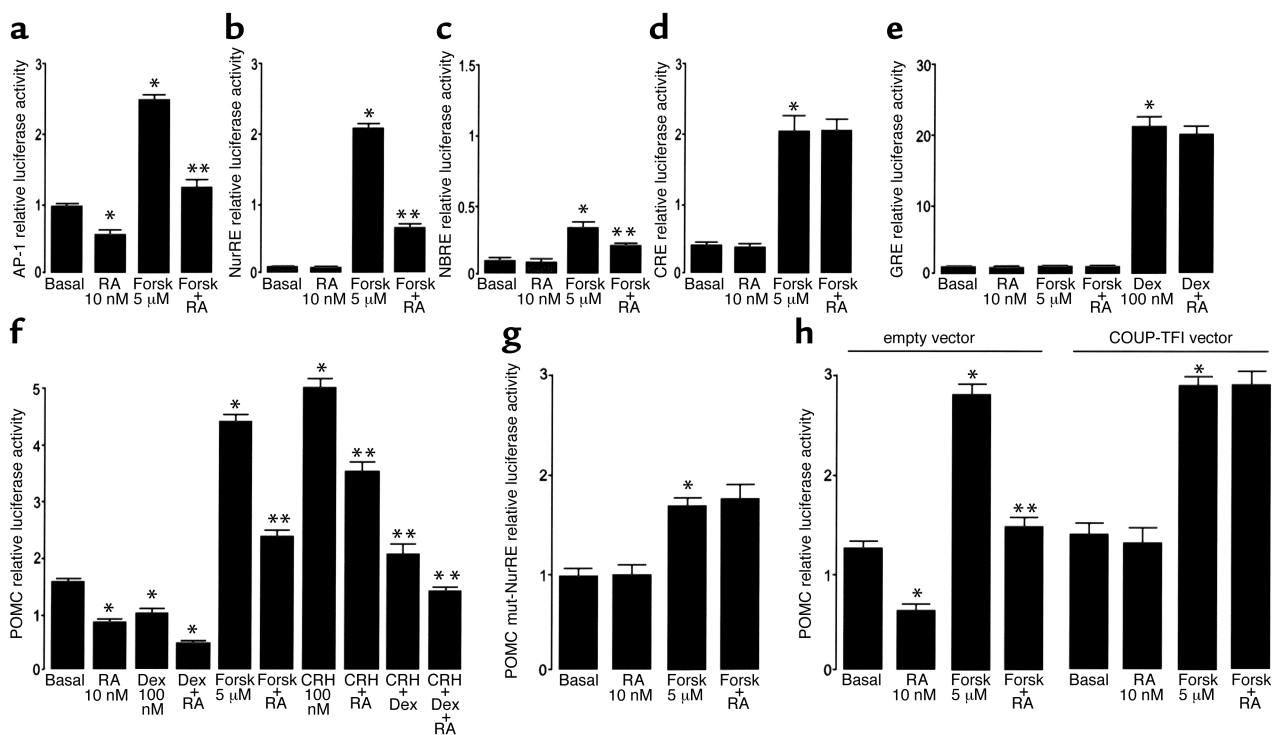 a
AP-1 relative luciferase activity
3
2
1
0
*
*
**
Basal
RA
10 nM
Forsk
5 μM
Forsk
+
RA
b
NurRE relative luciferase activity
3
2
1
0
*
**
Basal
RA
10 nM
Forsk
5 μM
Forsk
+
RA
c
NBRE relative luciferase activity
1.5
1
0.5
0
*
**
Basal
RA
10 nM
Forsk
5 μM
Forsk
+
RA
d
CRE relative luciferase activity
3
2
1
0
*
Basal
RA
10 nM
Forsk
5 μM
Forsk
+
RA
e
GRE relative luciferase activity
30
20
10
0
*
Basal
RA
10 nM
Forsk
5 μM
Forsk
+
RA
Dex
100 nM
Dex
+
RA
f
POMC relative luciferase activity
5
4
3
2
1
0
*
*
*
*
**
*
**
**
**
Basal
RA
10 nM
Dex
100
nM
Dex
+
RA
Forsk
5 μM
Forsk
+
RA
CRH
100
nM
CRH
+
RA
CRH
+
Dex
CRH
+
Dex
+
RA
g
POMC mut-NurRE relative luciferase activity
3
2
1
0
*
Basal
RA
10 nM
Forsk
5 μM
Forsk
+
RA
h
empty vector
COUP-TFI vector
POMC relative luciferase activity
3
2
1
0
*
*
**
*
Basal
RA
10 nM
Forsk
5 μM
Forsk
+
RA
Basal
RA
10 nM
Forsk
5 μM
Forsk
+
RA